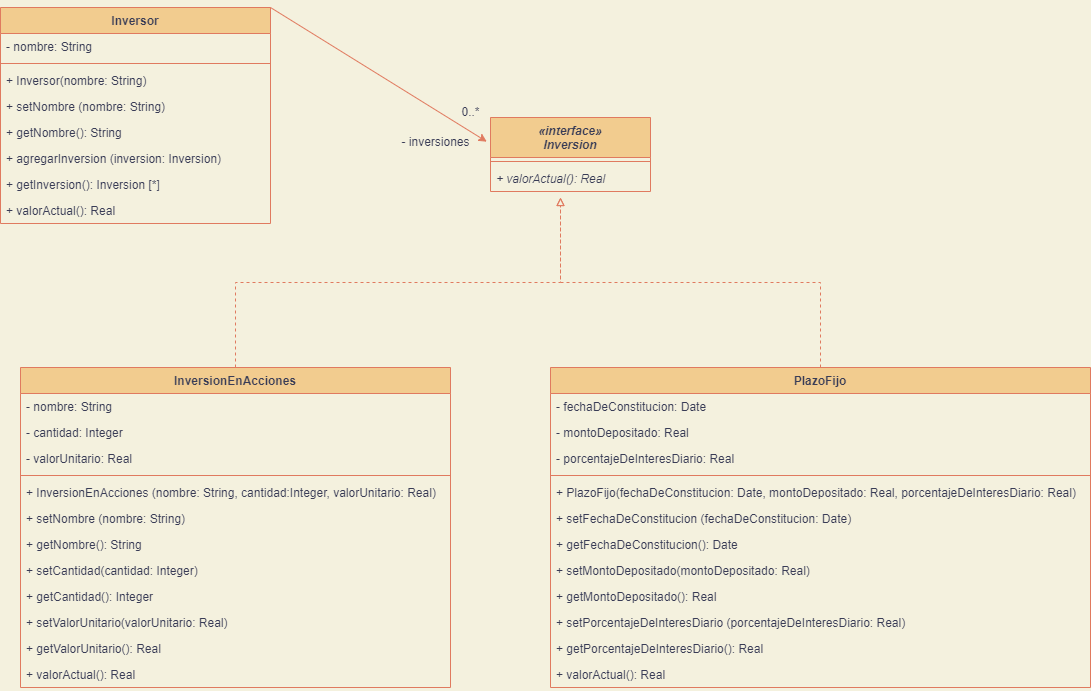 Inversor
- nombre: String
+ Inversor(nombre: String)
+ setNombre (nombre: String)
+ getNombre(): String
+ agregarInversion (inversion: Inversion)
+ getInversion(): Inversion [*]
+ valorActual(): Real
0..*
- inversiones
«interface»
Inversion
+ valorActual(): Real
InversionEnAcciones
- nombre: String
- cantidad: Integer
- valorUnitario: Real
+ InversionEnAcciones (nombre: String, cantidad:Integer, valorUnitario: Real)
+ setNombre (nombre: String)
+ getNombre(): String
+ setCantidad(cantidad: Integer)
+ getCantidad(): Integer
+ setValorUnitario(valorUnitario: Real)
+ getValorUnitario(): Real
+ valorActual(): Real
PlazoFijo
- fechaDeConstitucion: Date
- montoDepositado: Real
- porcentajeDeInteresDiario: Real
+ PlazoFijo(fechaDeConstitucion: Date, montoDepositado: Real, porcentajeDeInteresDiario: Real)
+ setFechaDeConstitucion (fechaDeConstitucion: Date)
+ getFechaDeConstitucion(): Date
+ setMontoDepositado(montoDepositado: Real)
+ getMontoDepositado(): Real
+ setPorcentajeDeInteresDiario (porcentajeDeInteresDiario: Real)
+ getPorcentajeDeInteresDiario(): Real
+ valorActual(): Real